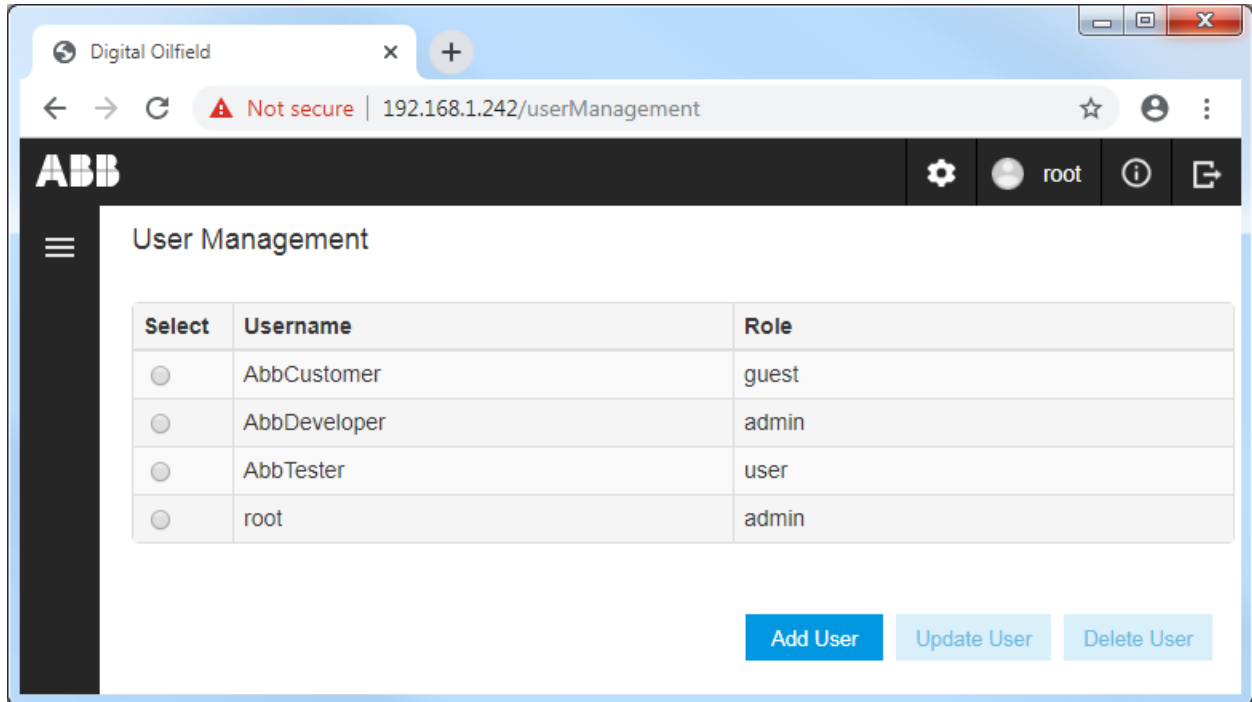 Digital Oilfield
Not secure | 192.168.1.242/userManagement
ABB
root
User Management
Select Username Role
AbbCustomer guest
AbbDeveloper admin
AbbTester user
root admin
Add User Update User Delete User